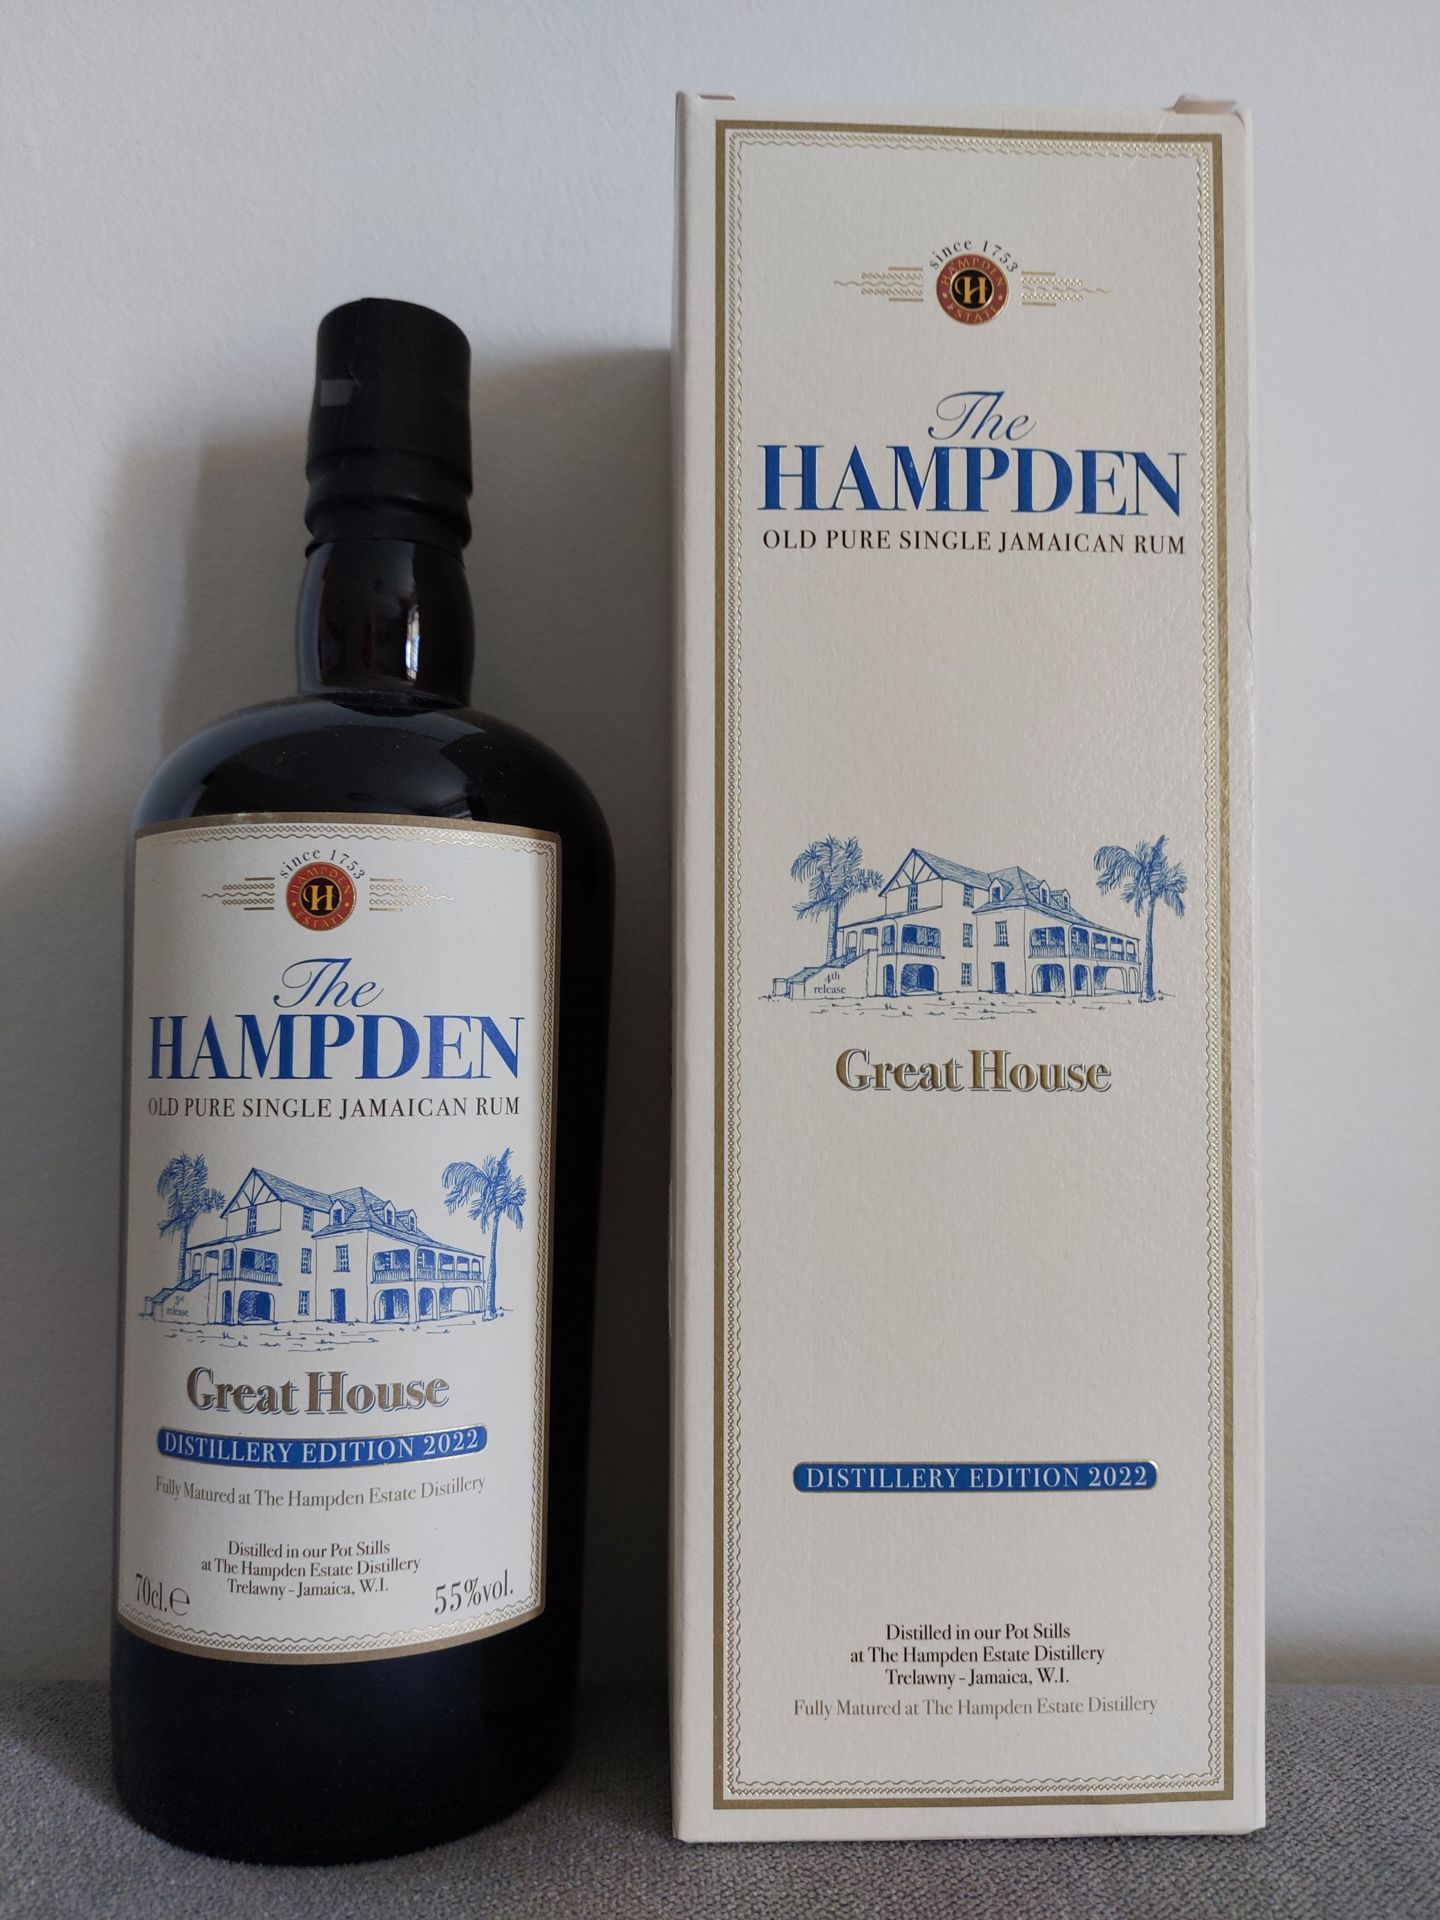 since 1753
HAMPDEN
H
ESTATE
The
HAMPDEN
OLD PURE SINGLE JAMAICAN RUM
3rd
release
Great House
DISTILLERY EDITION 2022
Fully Matured at The Hampden Estate Distillery
Distilled in our Pot Stills
at The Hampden Estate Distillery
Trelawny - Jamaica, W.I.
70cl. e
55%vol.
since 1753
HAMPDEN
H
ESTATE
The
HAMPDEN
OLD PURE SINGLE JAMAICAN RUM
4th
release
Great House
DISTILLERY EDITION 2022
Distilled in our Pot Stills
at The Hampden Estate Distillery
Trelawny - Jamaica, W.I.
Fully Matured at The Hampden Estate Distillery